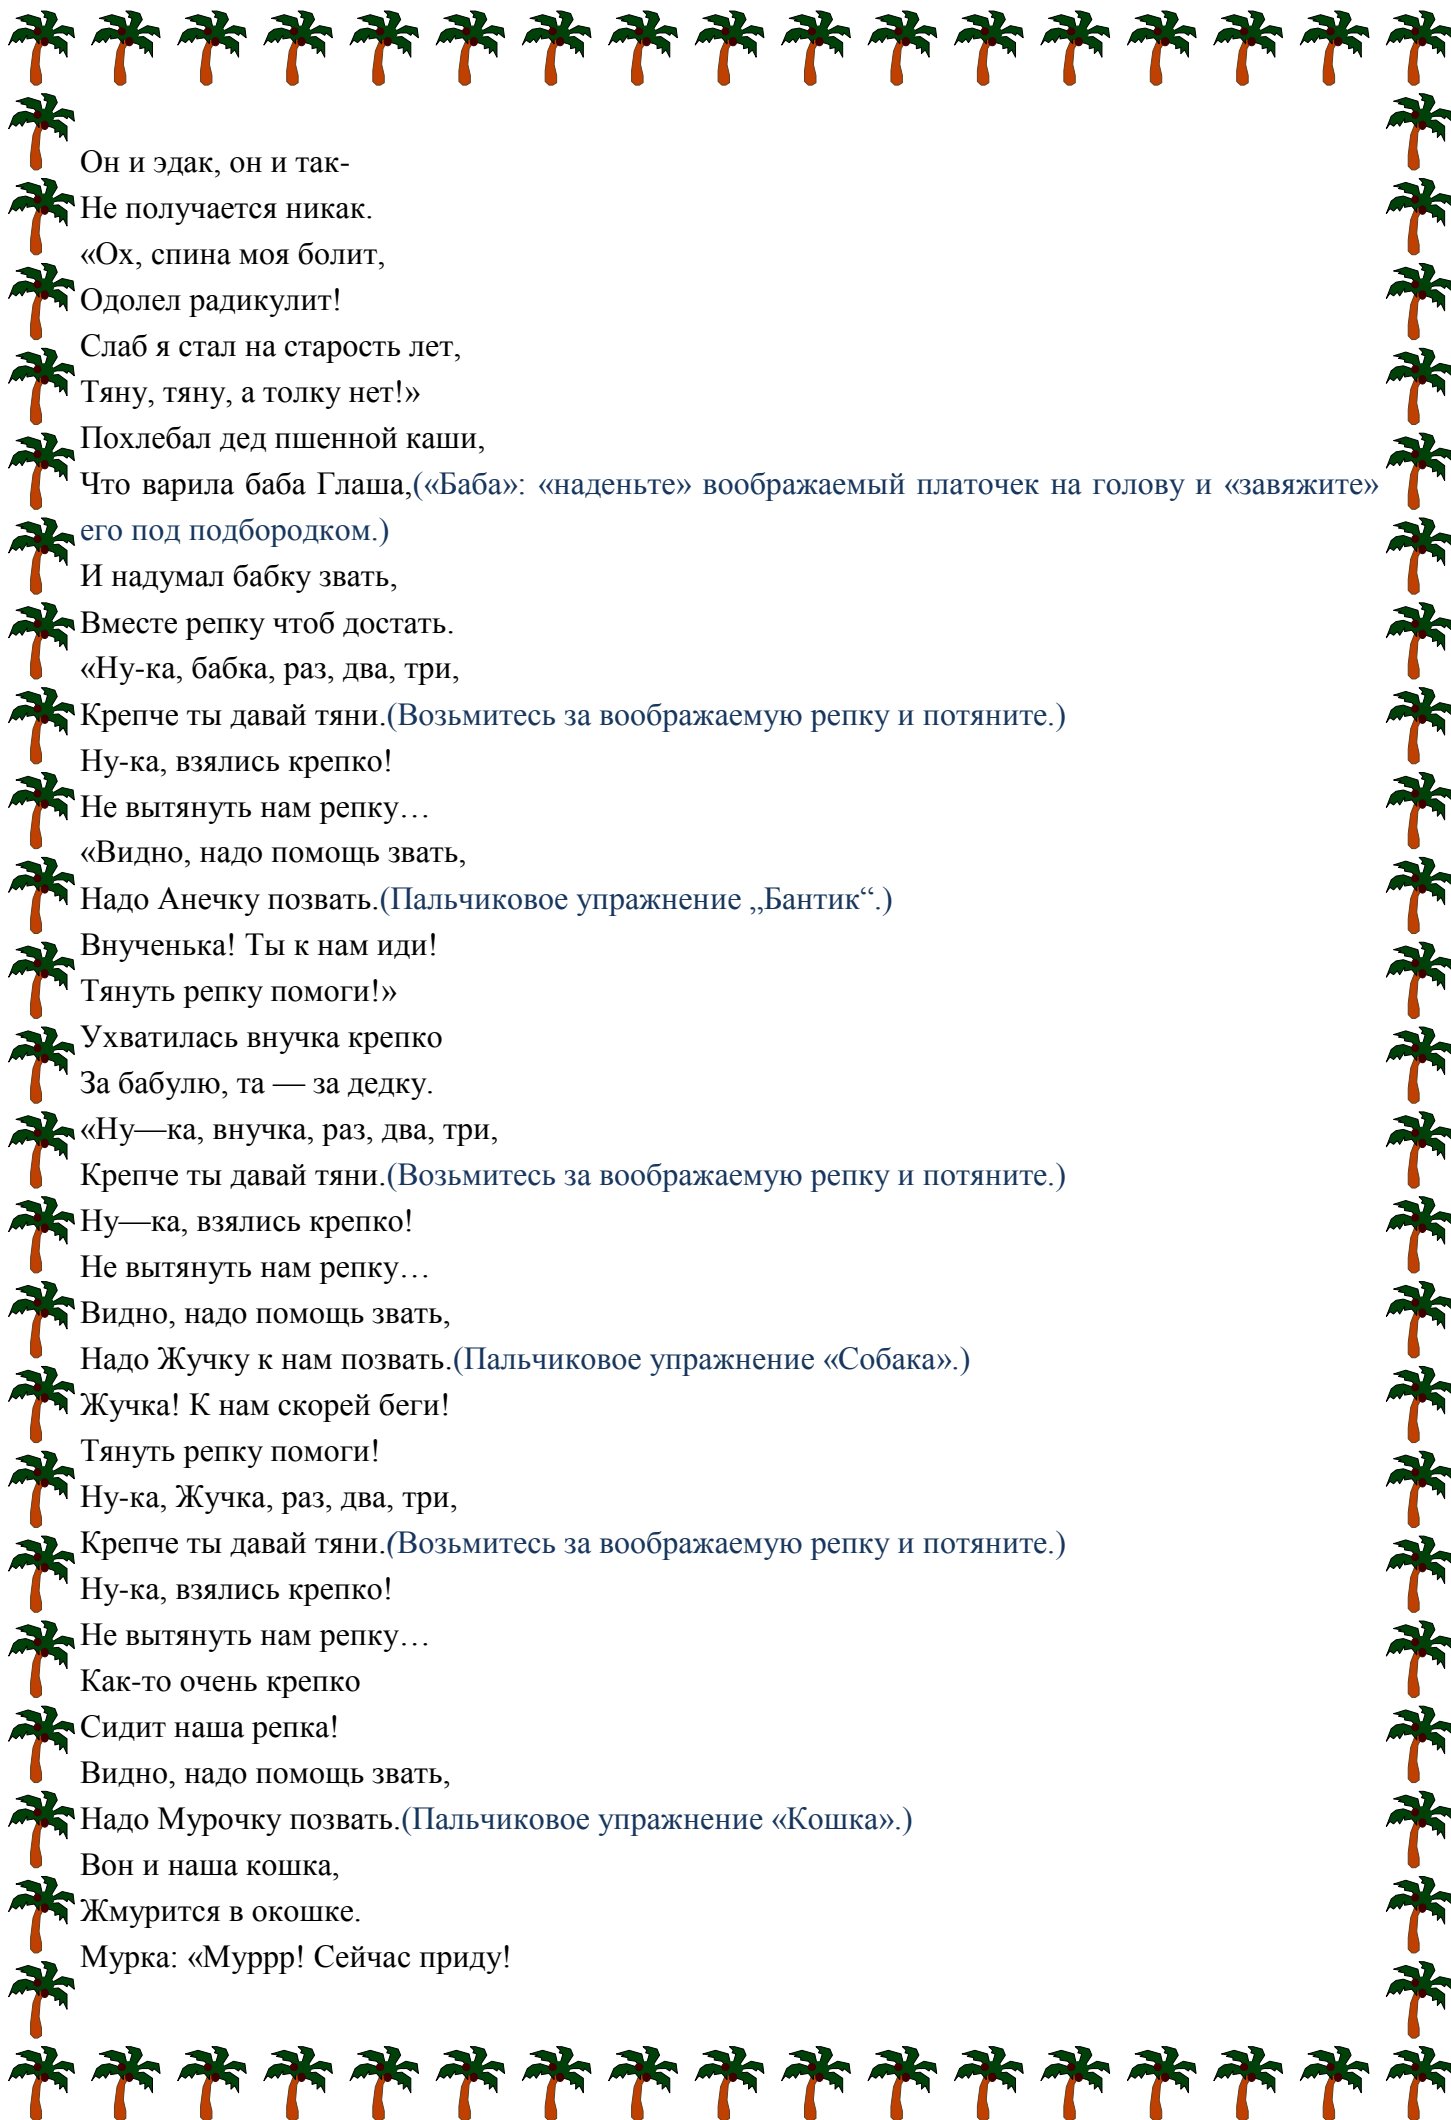 Он и эдак, он и так-
Не получается никак.
«Ох, спина моя болит,
Одолел радикулит!
Слаб я стал на старость лет,
Тяну, тяну, а толку нет!»
Похлебал дед пшенной каши,
Что варила баба Глаша,(«Баба»: «наденьте» воображаемый платочек на голову и «завяжите»
его под подбородком.)
И надумал бабку звать,
Вместе репку чтоб достать.
«Ну-ка, бабка, раз, два, три,
Крепче ты давай тяни.(Возьмитесь за воображаемую репку и потяните.)
Ну-ка, взялись крепко!
Не вытянуть нам репку…
«Видно, надо помощь звать,
Надо Анечку позвать.(Пальчиковое упражнение „Бантик“.)
Внученька! Ты к нам иди!
Тянуть репку помоги!»
Ухватилась внучка крепко
За бабулю, та — за дедку.
«Ну—ка, внучка, раз, два, три,
Крепче ты давай тяни.(Возьмитесь за воображаемую репку и потяните.)
Ну—ка, взялись крепко!
Не вытянуть нам репку…
Видно, надо помощь звать,
Надо Жучку к нам позвать.(Пальчиковое упражнение «Собака».)
Жучка! К нам скорей беги!
Тянуть репку помоги!
Ну-ка, Жучка, раз, два, три,
Крепче ты давай тяни.(Возьмитесь за воображаемую репку и потяните.)
Ну-ка, взялись крепко!
Не вытянуть нам репку…
Как-то очень крепко
Сидит наша репка!
Видно, надо помощь звать,
Надо Мурочку позвать.(Пальчиковое упражнение «Кошка».)
Вон и наша кошка,
Жмурится в окошке.
Мурка: «Муррр! Сейчас приду!